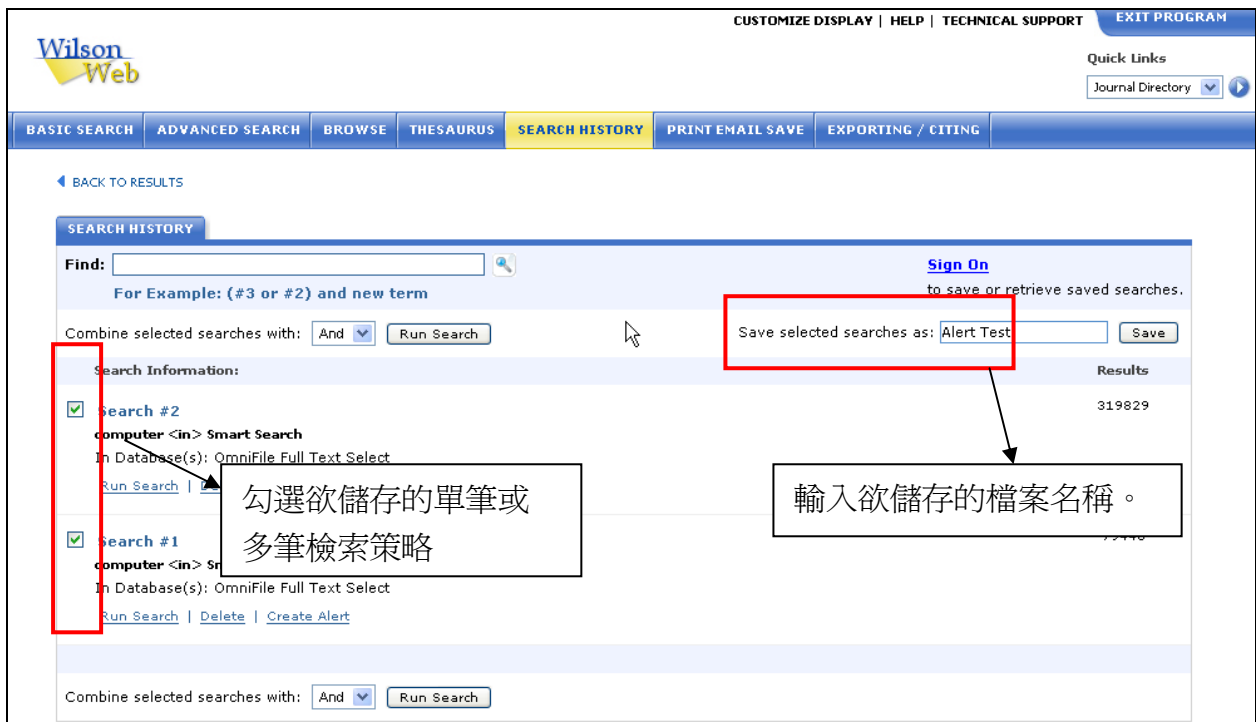 CUSTOMIZE DISPLAY | HELP | TECHNICAL SUPPORT
EXIT PROGRAM
Wilson
Web
Quick Links
Journal Directory
BASIC SEARCH
ADVANCED SEARCH
BROWSE
THESAURUS
SEARCH HISTORY
PRINT EMAIL SAVE
EXPORTING / CITING
BACK TO RESULTS
SEARCH HISTORY
Find:
Sign On
For Example: (#3 or #2) and new term
to save or retrieve saved searches.
Combine selected searches with: And Run Search
Save selected searches as: Alert Test Save
Search Information:
Results
Search #2
319829
computer <in> Smart Search
In Database(s): OmniFile Full Text Select
Run Search |
勾選欲儲存的單筆或
多筆檢索策略
輸入欲儲存的檔案名稱。
Search #1
computer <in>
In Database(s): OmniFile Full Text Select
Run Search | Delete | Create Alert
Combine selected searches with: And Run Search